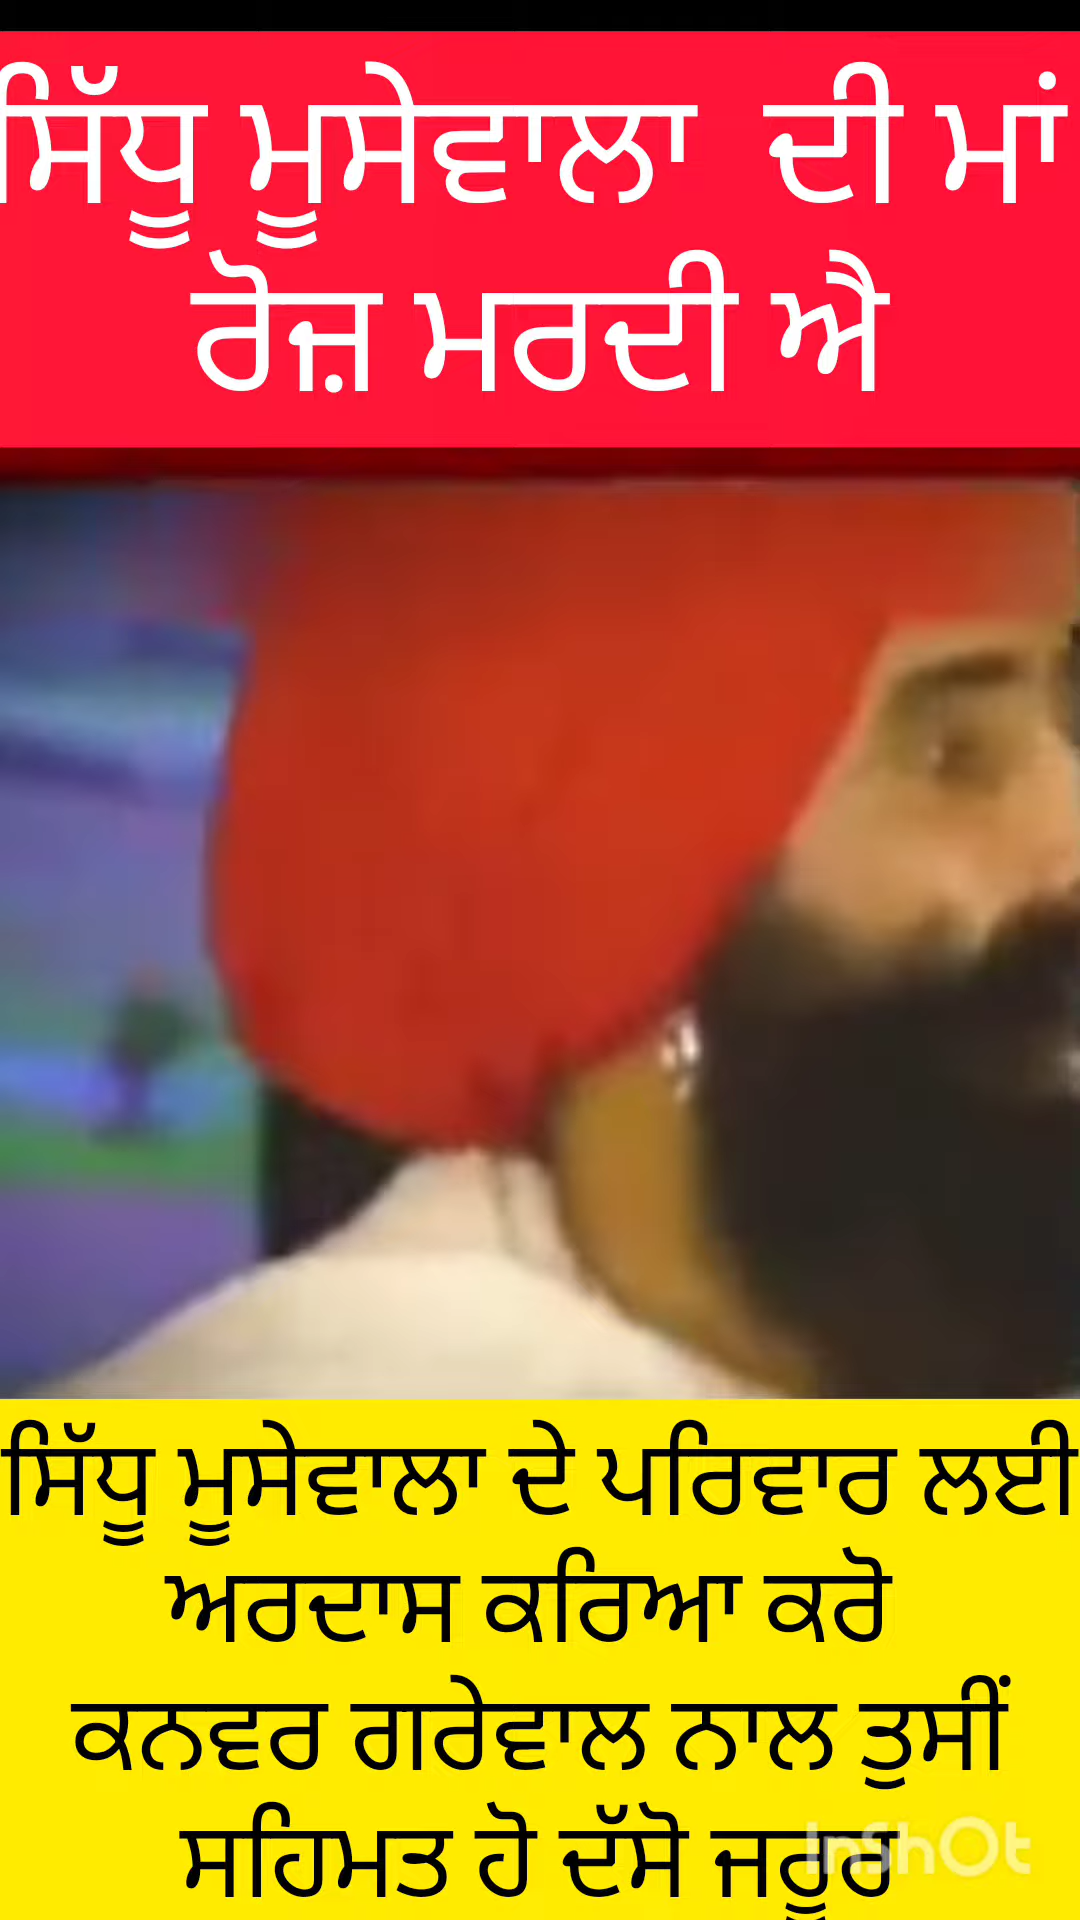 ਸਿੱਧੂ ਮੂਸੇਵਾਲਾ ਦੀ ਮਾਂ
ਰੋਜ਼ ਮਰਦੀ ਐ
ਸਿੱਧੂ ਮੂਸੇਵਾਲਾ ਦੇ ਪਰਿਵਾਰ ਲਈ
ਅਰਦਾਸ ਕਰਿਆ ਕਰੋ
ਕਨਵਰ ਗਰੇਵਾਲ ਨਾਲ ਤੁਸੀਂ
ਸਹਿਮਤ ਹੋ ਦੱਸੋ ਜਰੂਰ
InShOt